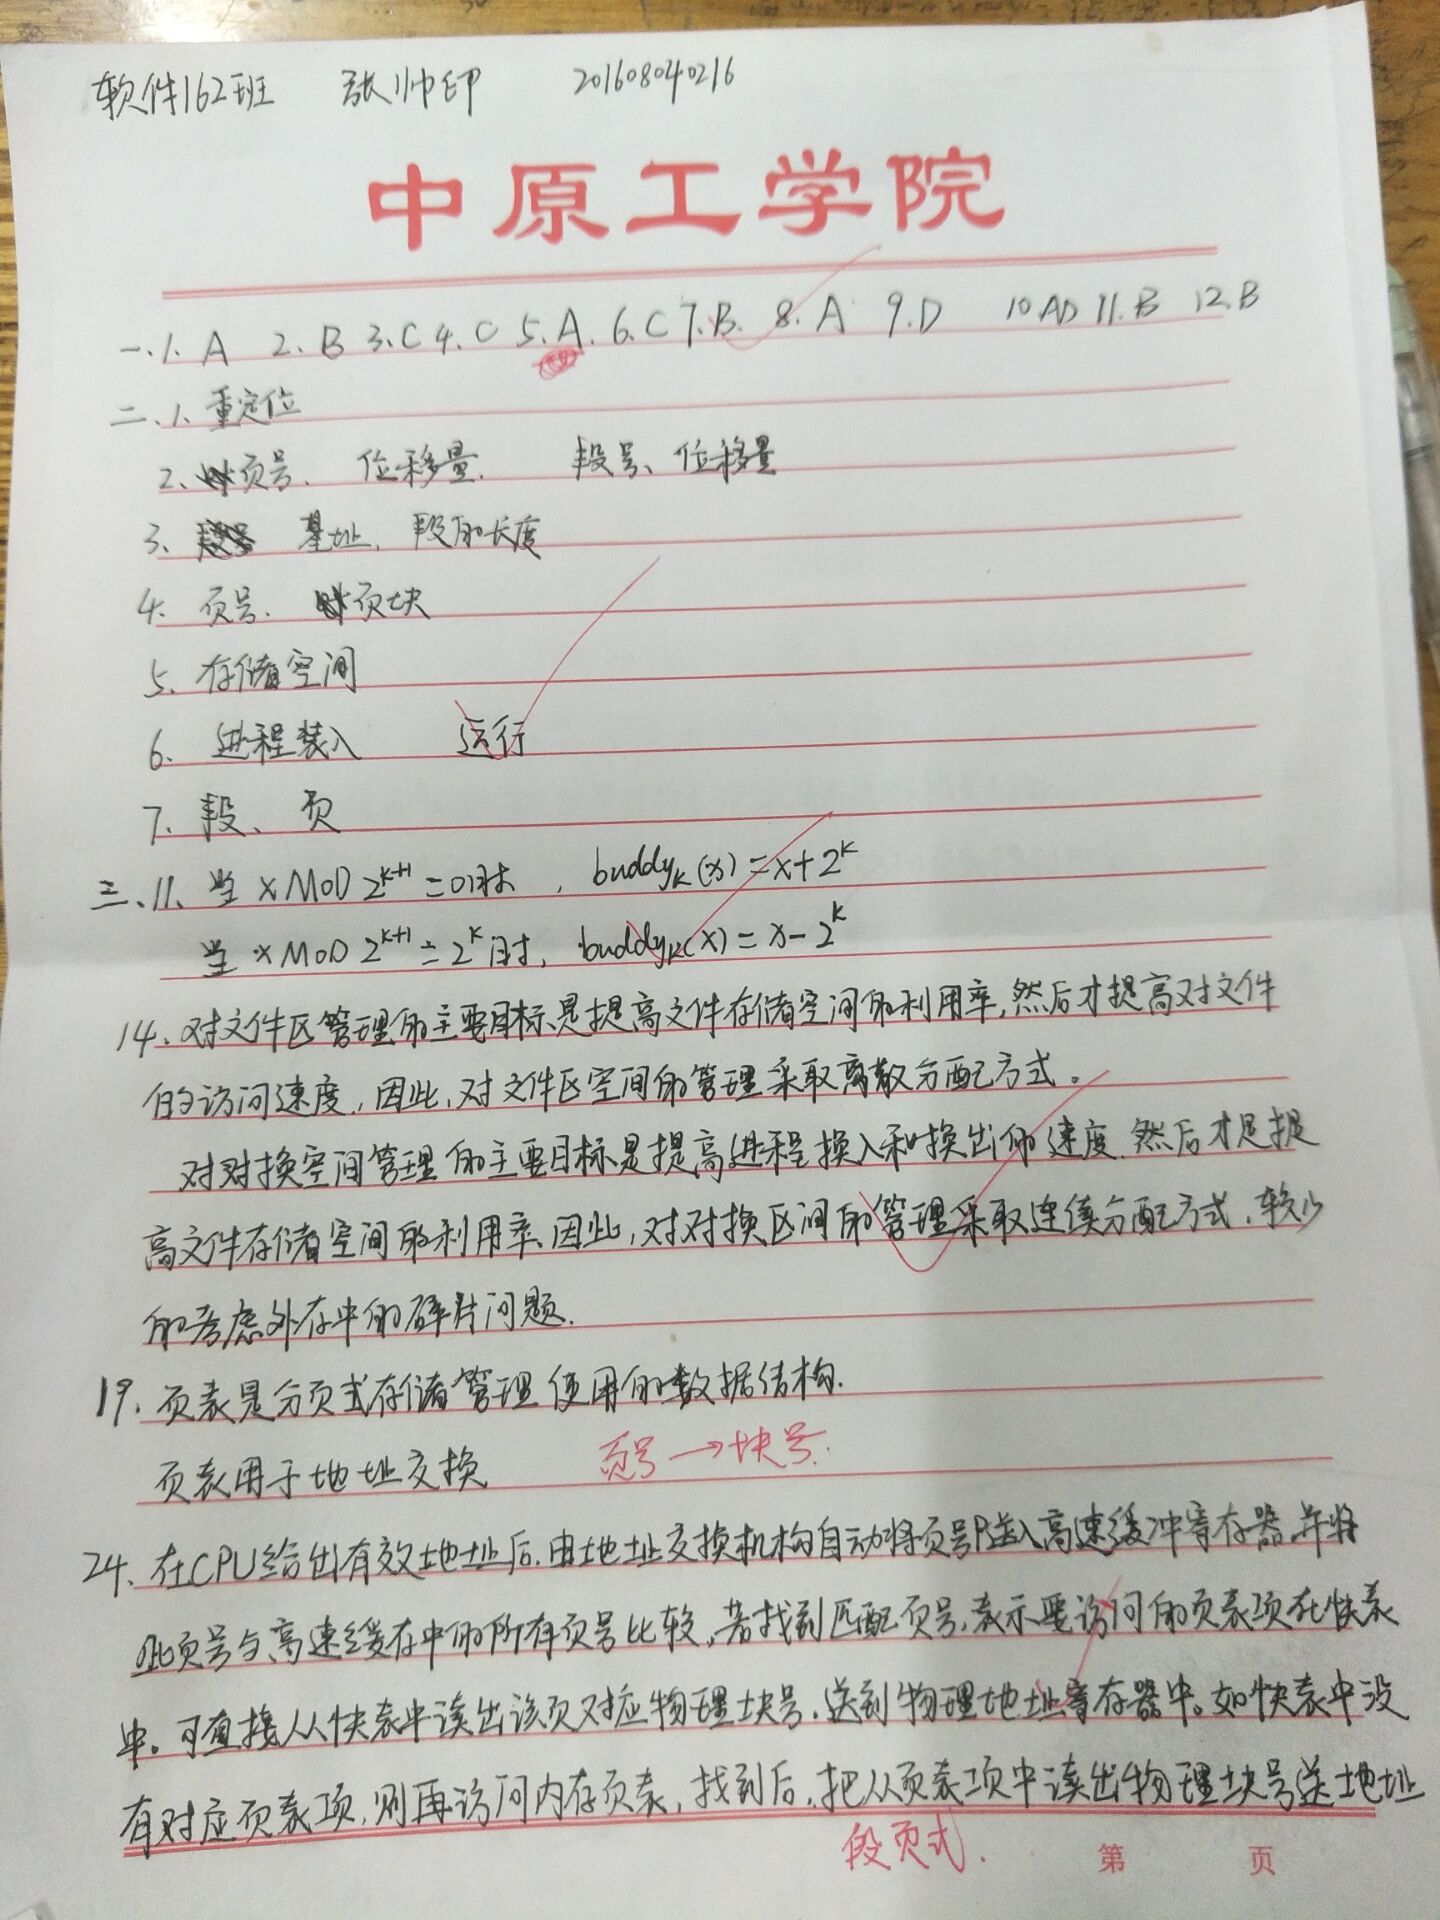 软件162班 张帅印 201608040216
中原工学院
一.1.A 2.B 3.C 4.C 5.A. 6.C 7.B. 8.A 9.D 10.AD 11.B 12.B
二、1.重定位
2、页号、位移量. 段号、位移量
3、基址、段的长度
4. 页号. 页块
5、存储空间
6. 进程装入 运行
7. 段、页
三、11、当 x MOD 2^{k+1} = 0时, buddy_k(x) = x + 2^k
当 x MOD 2^{k+1} = 2^k时, buddy_k(x) = x - 2^k
14、对文件区管理的主要目标是提高文件存储空间的利用率,然后才提高对文件
的访问速度,因此,对文件区空间的管理采取离散分配方式。
对对换空间管理的主要目标是提高进程换入和换出的速度.然后才是提
高文件存储空间的利用率、因此,对对换区间的管理采取连续分配方式,较少
的考虑外存中的碎片问题.
19. 页表是分页式存储管理使用的数据结构.
页表用于地址交换 页号→块号.
24、在CPU给出有效地址后.由地址交换机构自动将页号P送入高速缓冲寄存器.并将
此页号与高速缓存中的所有页号比较,若找到匹配页号,表示要访问的页表项在快表
中。可直接从快表中读出该页对应物理块号,送到物理地址寄存器中。如快表中没
有对应页表项,则再访问内存页表,找到后,把从页表项中读出物理块号送地址
段页式.
第 页